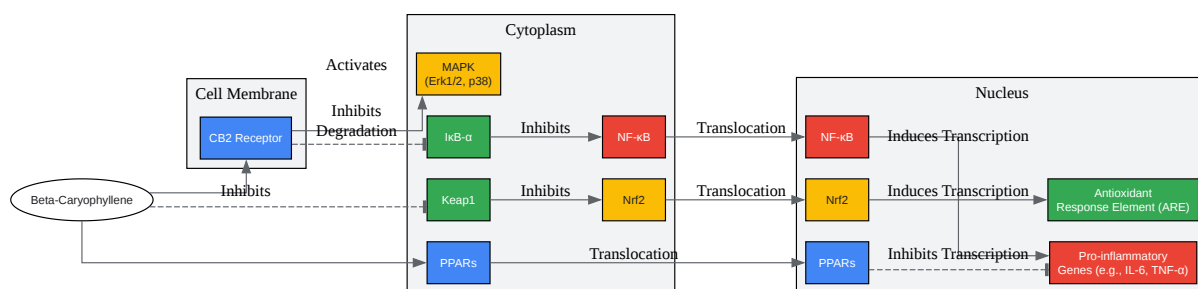 Cytoplasm
Activates
MAPK
(Erk1/2, p38)
Cell Membrane
Nucleus
Inhibits
Degradation
CB2 Receptor
IκB-α
Inhibits
NF-κB
Translocation
NF-κB
Induces Transcription
Inhibits
Beta-Caryophyllene
Keap1
Inhibits
Nrf2
Translocation
Nrf2
Induces Transcription
Antioxidant
Response Element (ARE)
PPARs
Translocation
PPARs
Inhibits Transcription
Pro-inflammatory
Genes (e.g., IL-6, TNF-α)